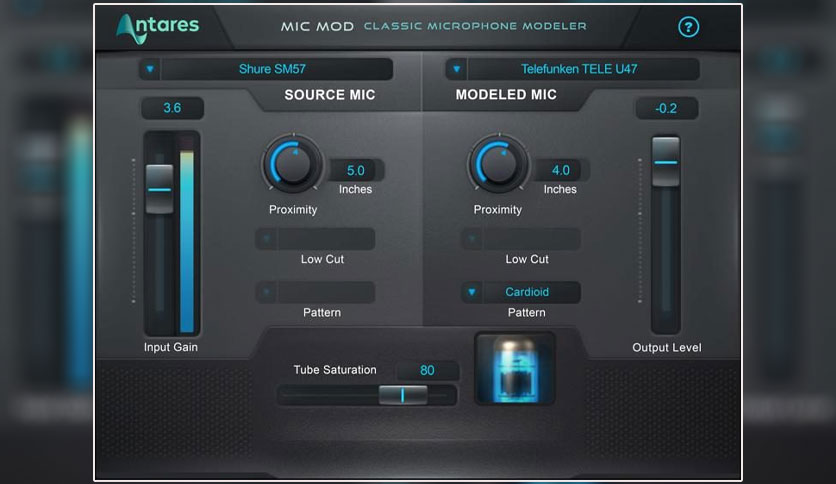 Antares
MIC MOD CLASSIC MICROPHONE MODELER
?
Shure SM57
Telefunken TELE U47
SOURCE MIC
MODELED MIC
3.6
-0.2
5.0
Inches
Proximity
4.0
Inches
Proximity
Low Cut
Low Cut
Cardioid
Pattern
Pattern
Input Gain
Output Level
Tube Saturation
80